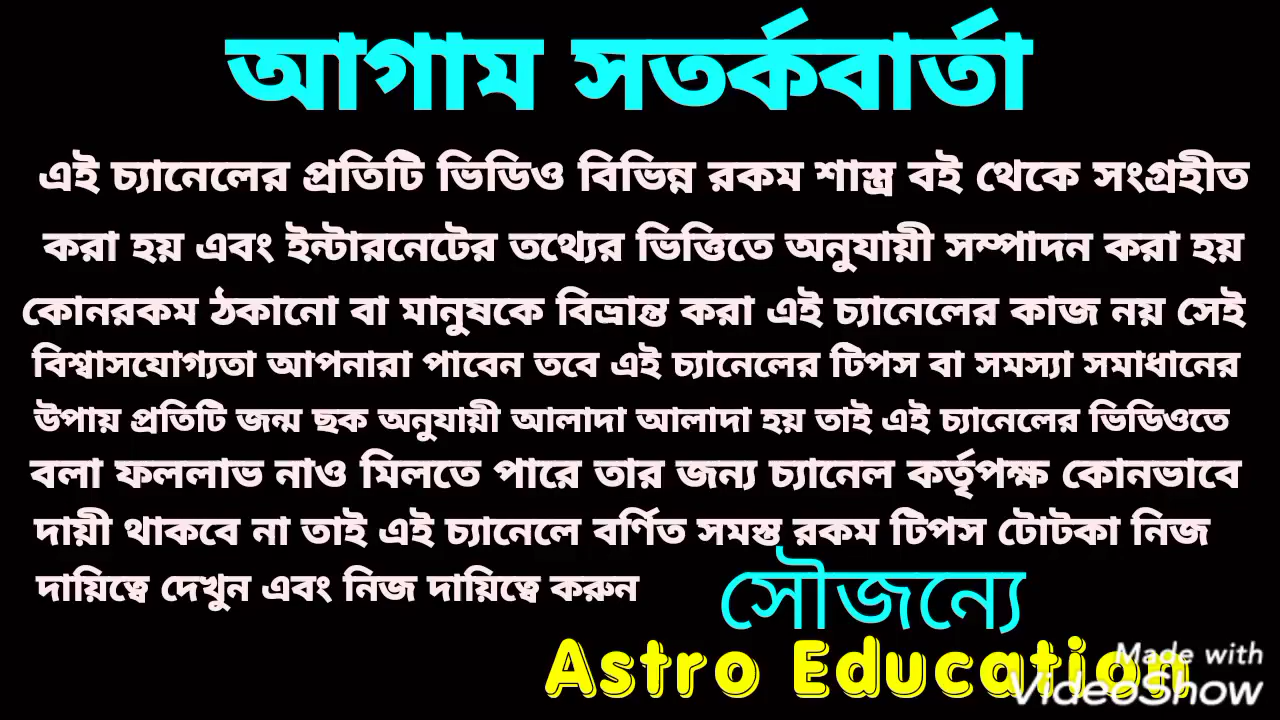 আগাম সতর্কবার্তা
এই চ্যানেলের প্রতিটি ভিডিও বিভিন্ন রকম শাস্ত্র বই থেকে সংগ্রহীত
করা হয় এবং ইন্টারনেটের তথ্যের ভিত্তিতে অনুযায়ী সম্পাদন করা হয়
কোনরকম ঠকানো বা মানুষকে বিভ্রান্ত করা এই চ্যানেলের কাজ নয় সেই
বিশ্বাসযোগ্যতা আপনারা পাবেন তবে এই চ্যানেলের টিপস বা সমস্যা সমাধানের
উপায় প্রতিটি জন্ম ছক অনুযায়ী আলাদা আলাদা হয় তাই এই চ্যানেলের ভিডিওতে
বলা ফললাভ নাও মিলতে পারে তার জন্য চ্যানেল কর্তৃপক্ষ কোনভাবে
দায়ী থাকবে না তাই এই চ্যানেলে বর্ণিত সমস্ত রকম টিপস টোটকা নিজ
দায়িত্বে দেখুন এবং নিজ দায়িত্বে করুন
সৌজন্যে
Astro Education
Made with
VideoShow